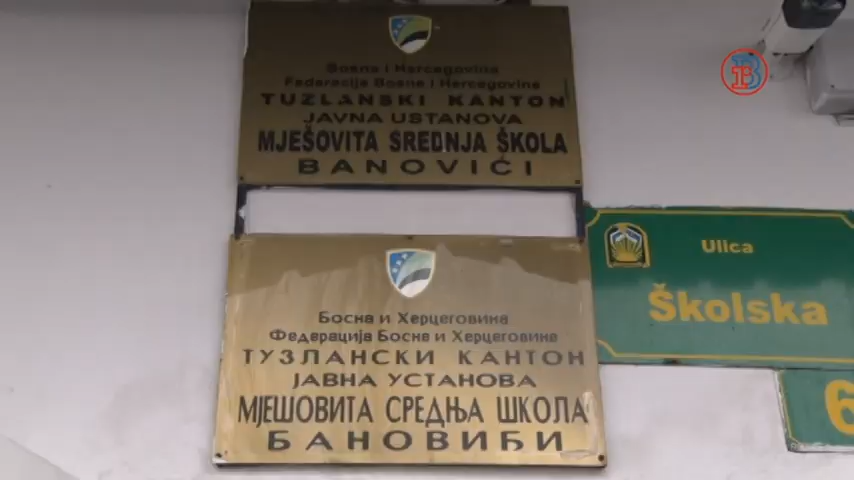 Bosna i Hercegovina
Federacija Bosne i Hercegovine
TUZLANSKI KANTON
JAVNA USTANOVA
MJEŠOVITA SREDNJA ŠKOLA
BANOVIĆI
Босна и Херцеговина
Федерација Босне и Херцеговине
ТУЗЛАНСКИ КАНТОН
ЈАВНА УСТАНОВА
МЈЕШОВИТА СРЕДЊА ШКОЛА
БАНОВИЋИ
Ulica
Školska
6